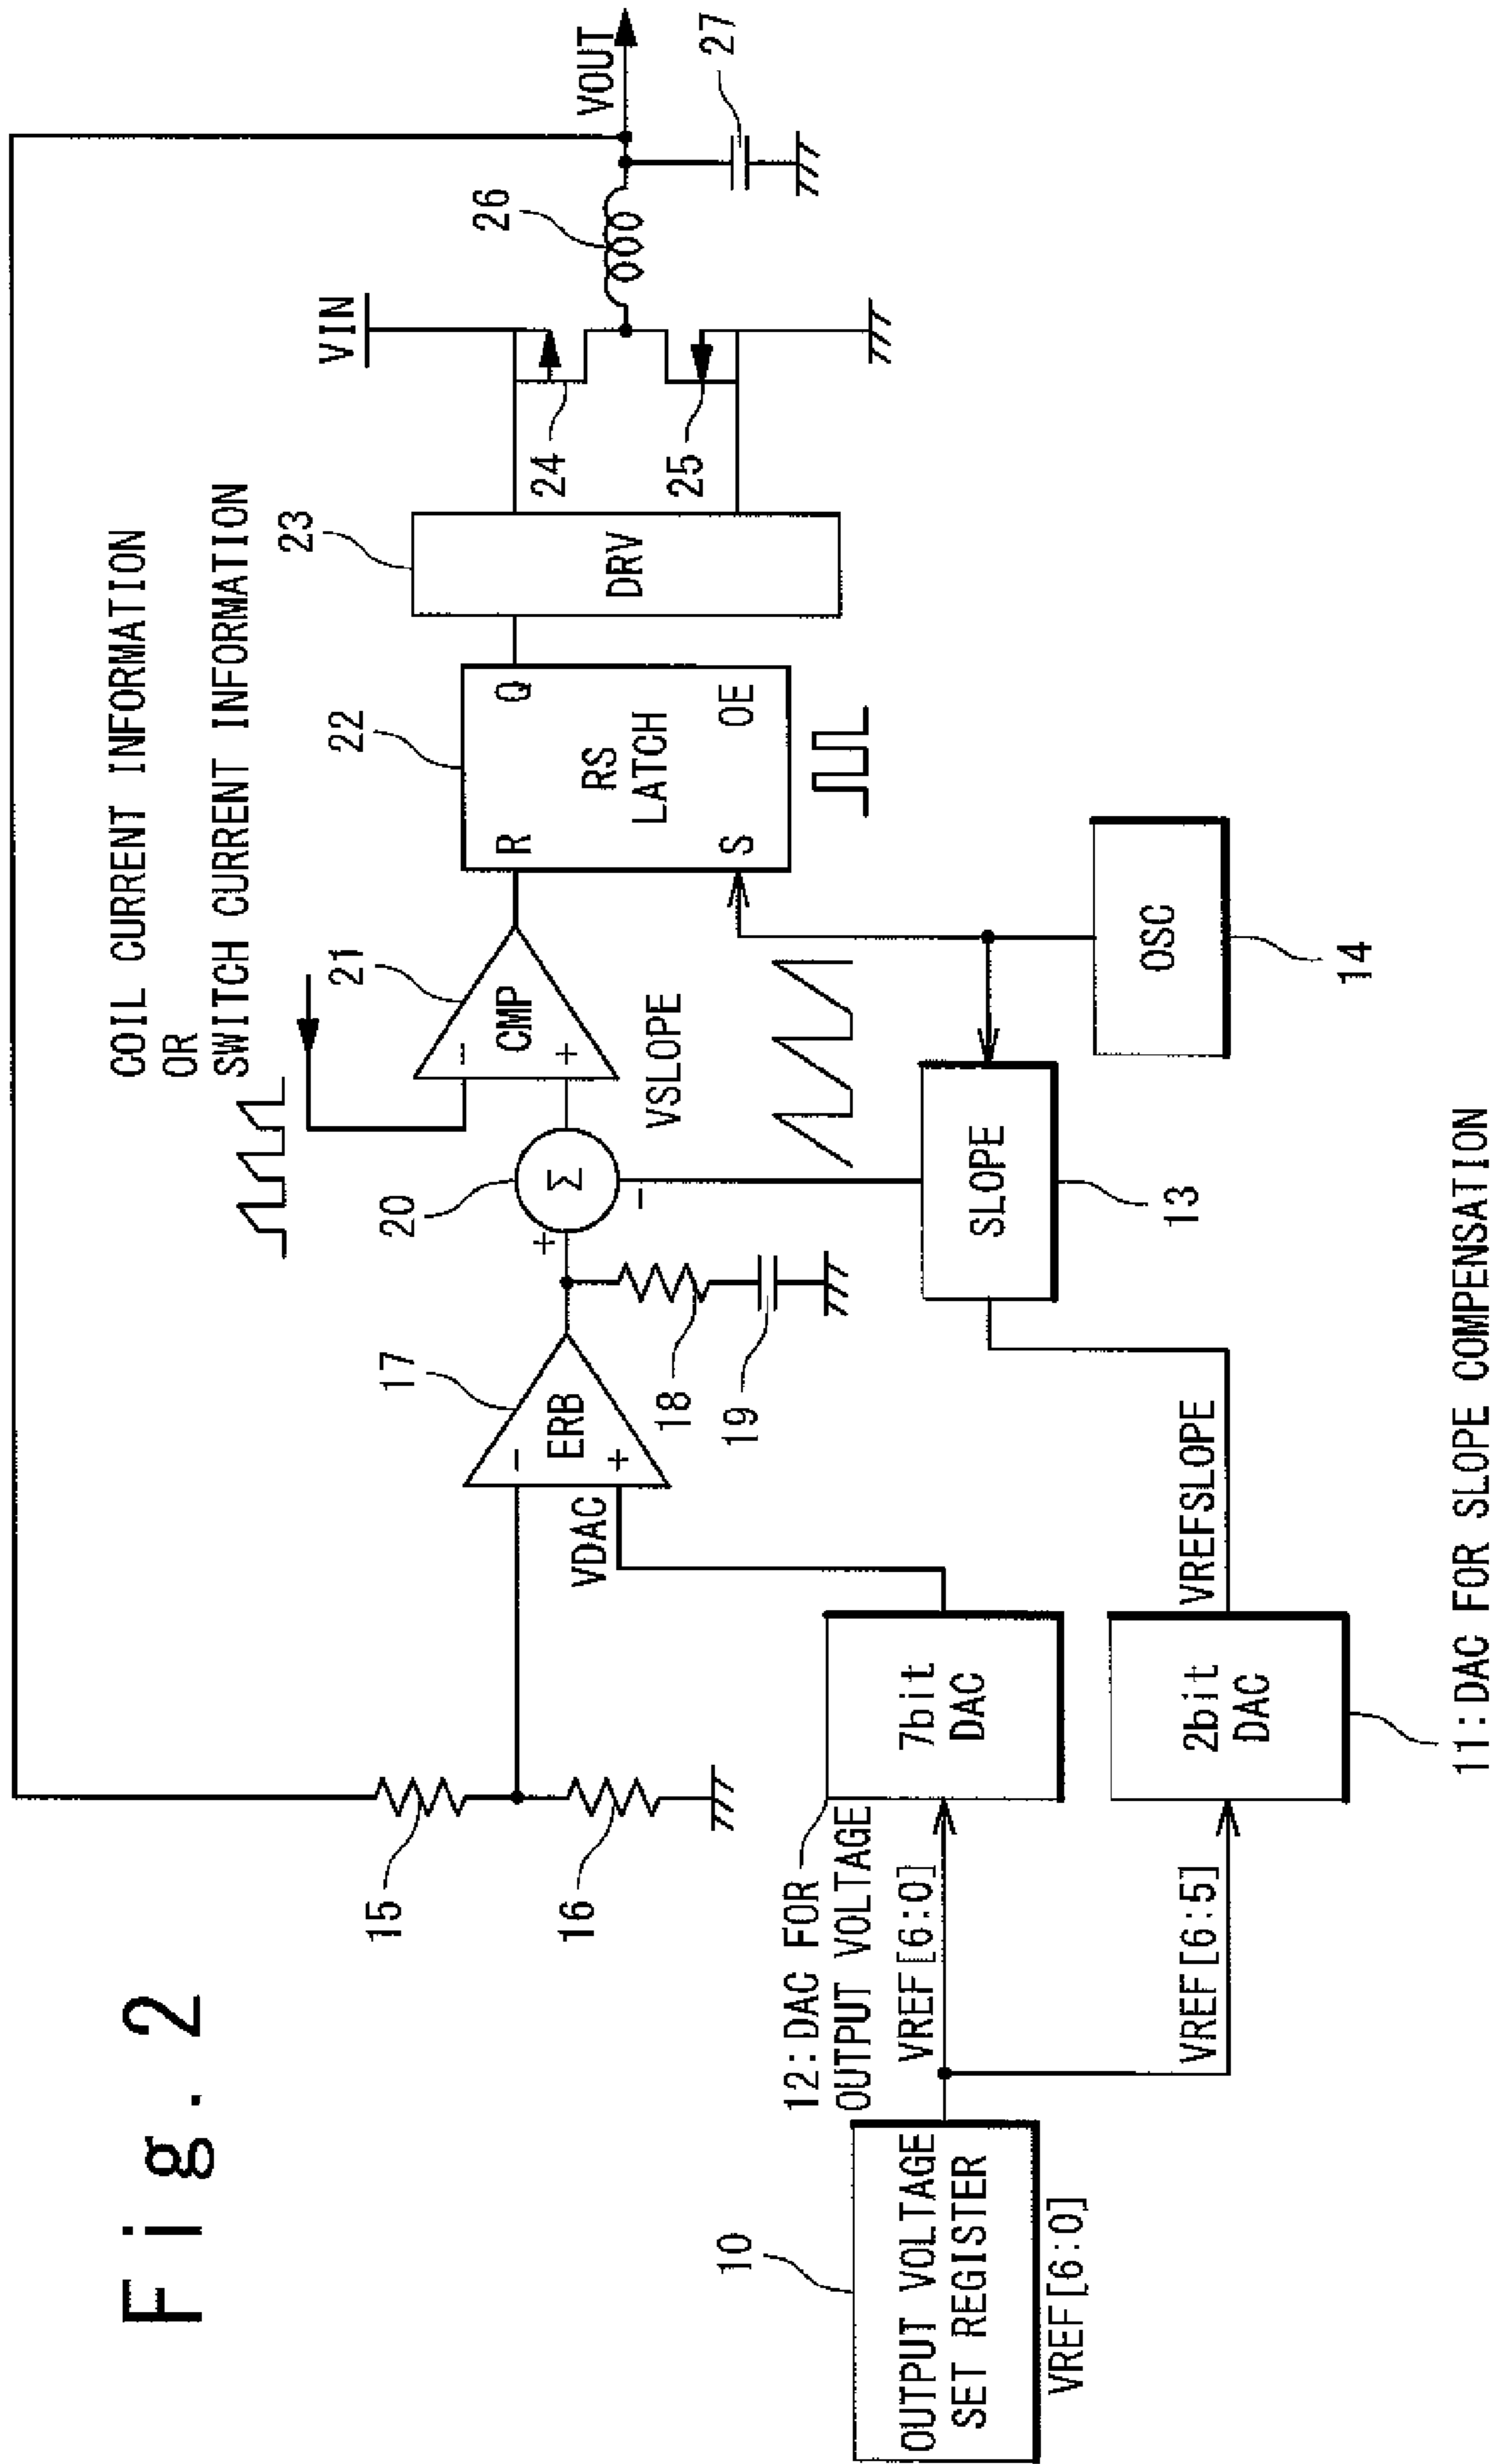 Fig. 2
COIL CURRENT INFORMATION
OR
SWITCH CURRENT INFORMATION
VIN
VOUT
10
OUTPUT VOLTAGE
SET REGISTER
VREF[6:0]
12:DAC FOR
OUTPUT VOLTAGE
VREF[6:0]
7bit
DAC
VREF[6:5]
2bit
DAC
11:DAC FOR SLOPE COMPENSATION
VREFSLOPE
VDAC
15
16
17
-
ERB
+
18
19
20
+
Σ
-
VSLOPE
SLOPE
13
OSC
14
21
-
CMP
+
22
R
Q
RS
LATCH
S
OE
23
DRV
24
25
26
27